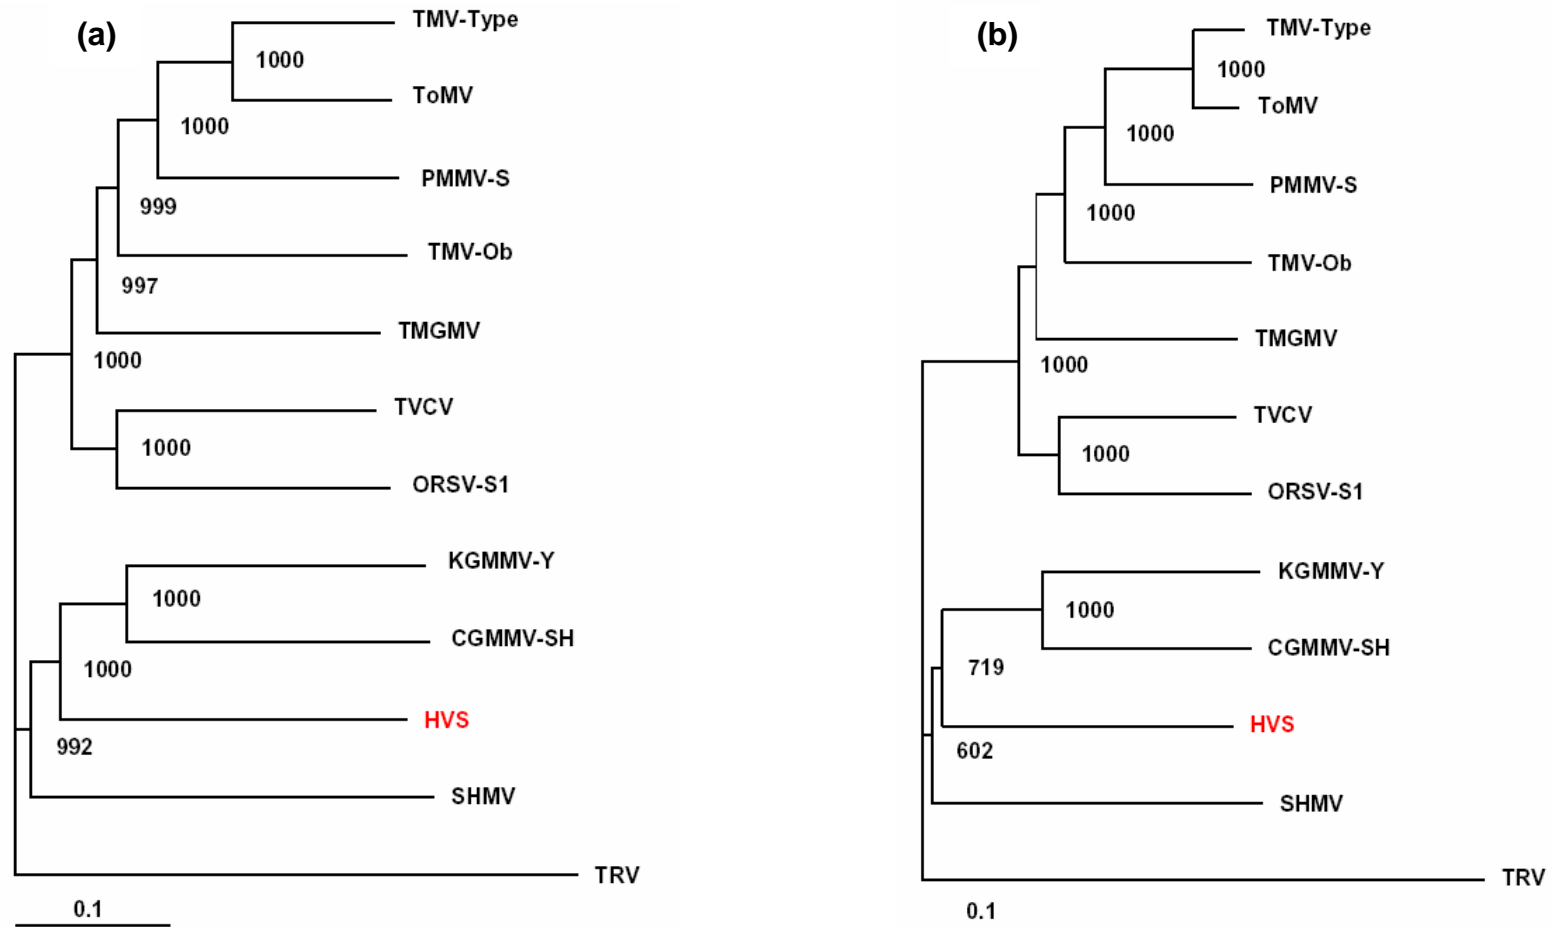 (a)
TMV-Type
1000
ToMV
1000
PMMV-S
999
TMV-Ob
997
TMGMV
1000
TVCV
1000
ORSV-S1
KGMMV-Y
1000
CGMMV-SH
1000
HVS
992
SHMV
TRV
0.1
(b)
TMV-Type
1000
ToMV
1000
PMMV-S
1000
TMV-Ob
TMGMV
1000
TVCV
1000
ORSV-S1
KGMMV-Y
1000
CGMMV-SH
719
HVS
602
SHMV
TRV
0.1